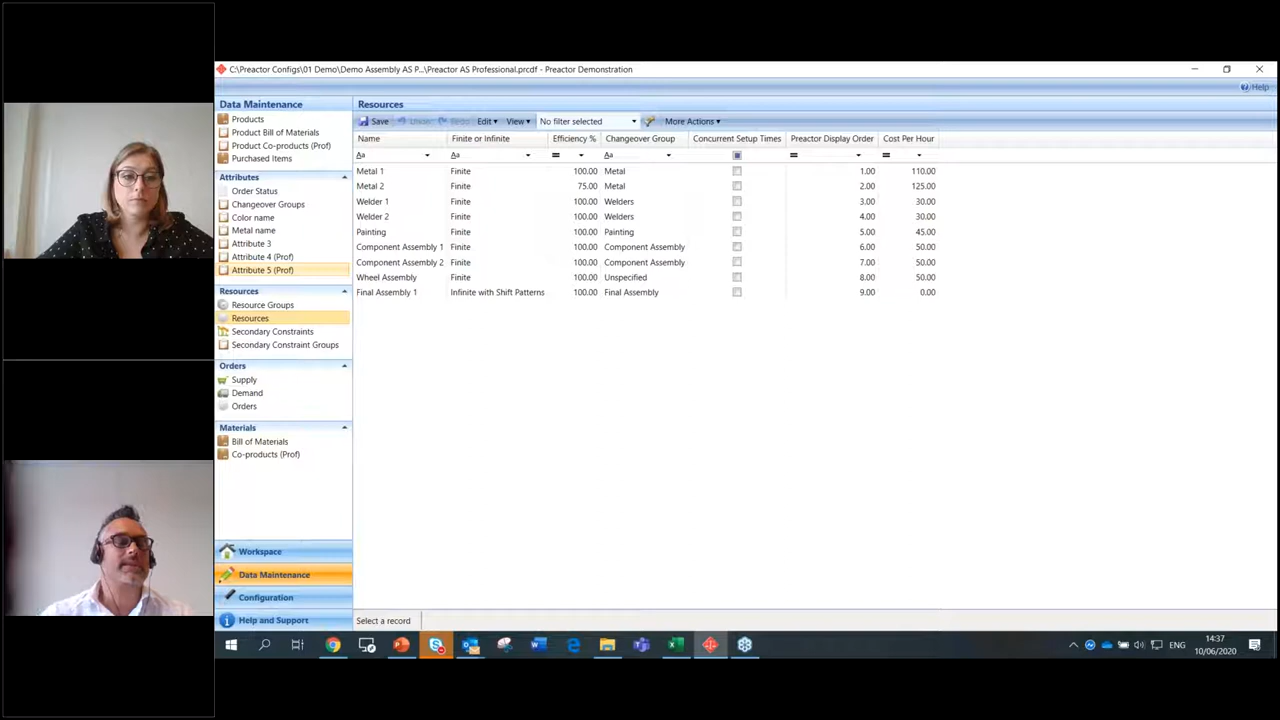 C:\Preactor Configs\01 Demo\Demo Assembly AS P...\Preactor AS Professional.prcdf - Preactor Demonstration
Help
Data Maintenance
Products
Product Bill of Materials
Product Co-products (Prof)
Purchased Items
Attributes
Order Status
Changeover Groups
Color name
Metal name
Attribute 3
Attribute 4 (Prof)
Attribute 5 (Prof)
Resources
Resource Groups
Resources
Secondary Constraints
Secondary Constraint Groups
Orders
Supply
Demand
Orders
Materials
Bill of Materials
Co-products (Prof)
Workspace
Data Maintenance
Configuration
Help and Support
Resources
Save Undo Redo Edit View No filter selected More Actions
Name Finite or Infinite Efficiency % Changeover Group Concurrent Setup Times Preactor Display Order Cost Per Hour
Aa Aa = Aa = =
Metal 1 Finite 100.00 Metal 1.00 110.00
Metal 2 Finite 75.00 Metal 2.00 125.00
Welder 1 Finite 100.00 Welders 3.00 30.00
Welder 2 Finite 100.00 Welders 4.00 30.00
Painting Finite 100.00 Painting 5.00 45.00
Component Assembly 1 Finite 100.00 Component Assembly 6.00 50.00
Component Assembly 2 Finite 100.00 Component Assembly 7.00 50.00
Wheel Assembly Finite 100.00 Unspecified 8.00 50.00
Final Assembly 1 Infinite with Shift Patterns 100.00 Final Assembly 9.00 0.00
Select a record
ENG
14:37
10/06/2020